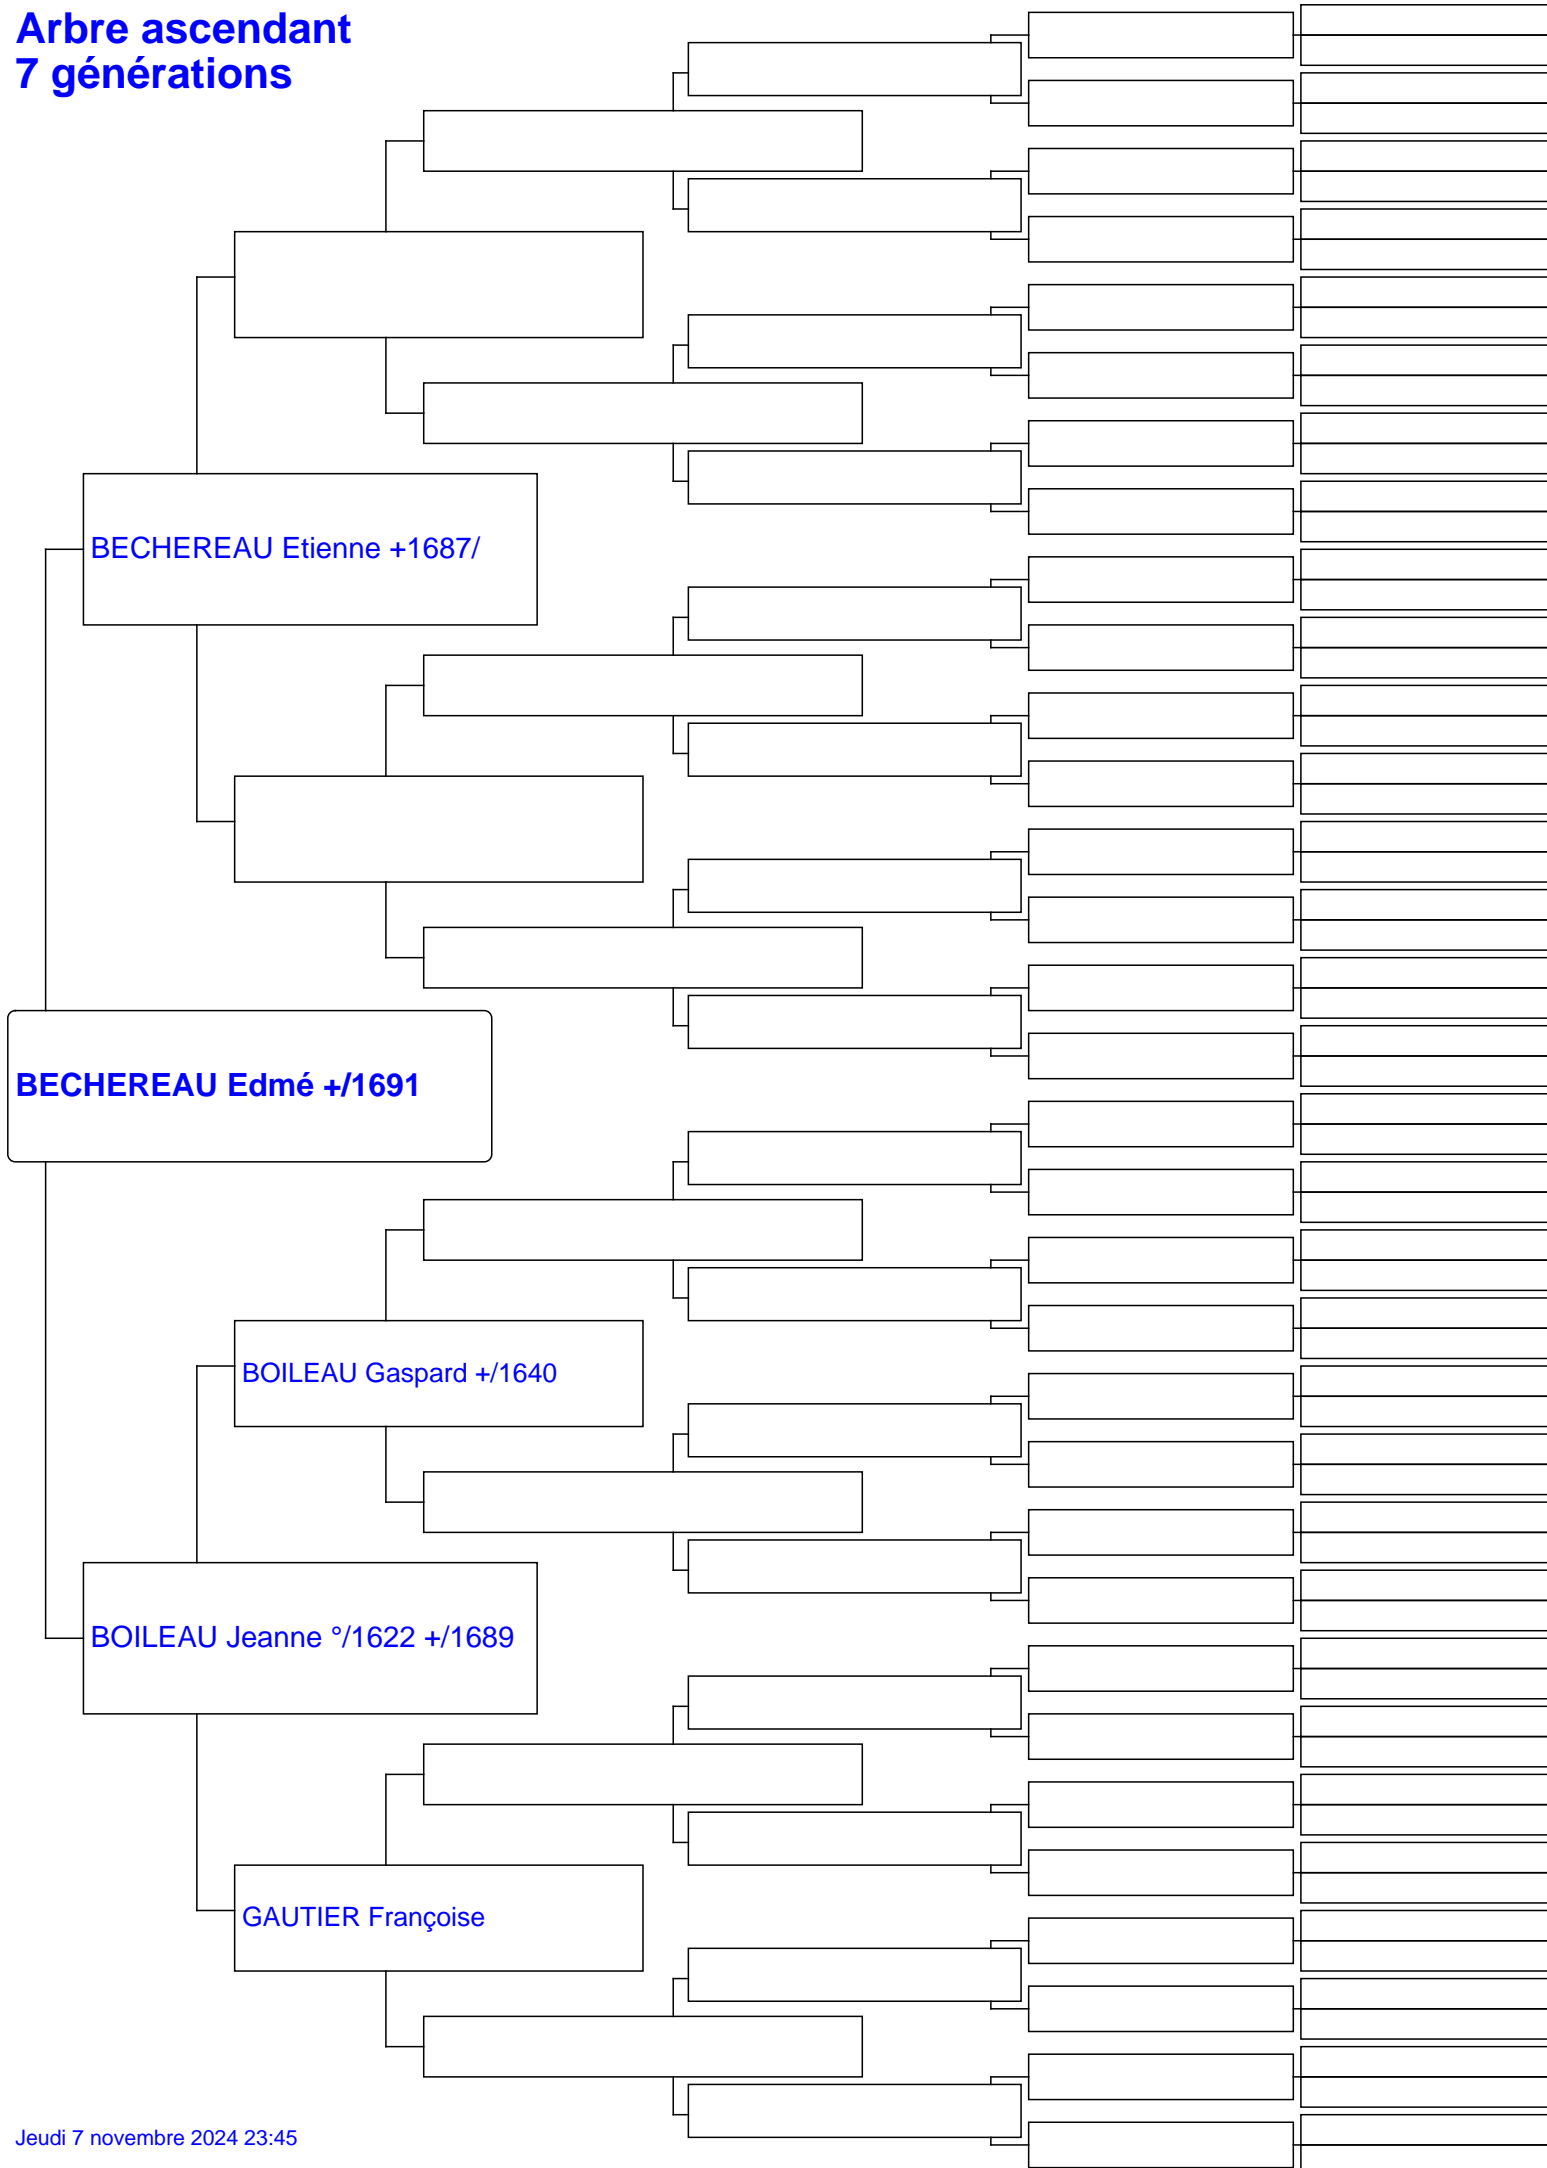 Arbre ascendant
7 générations
BECHEREAU Etienne +1687/
BECHEREAU Edmé +/1691
BOILEAU Gaspard +/1640
BOILEAU Jeanne °/1622 +/1689
GAUTIER Françoise
Jeudi 7 novembre 2024 23:45